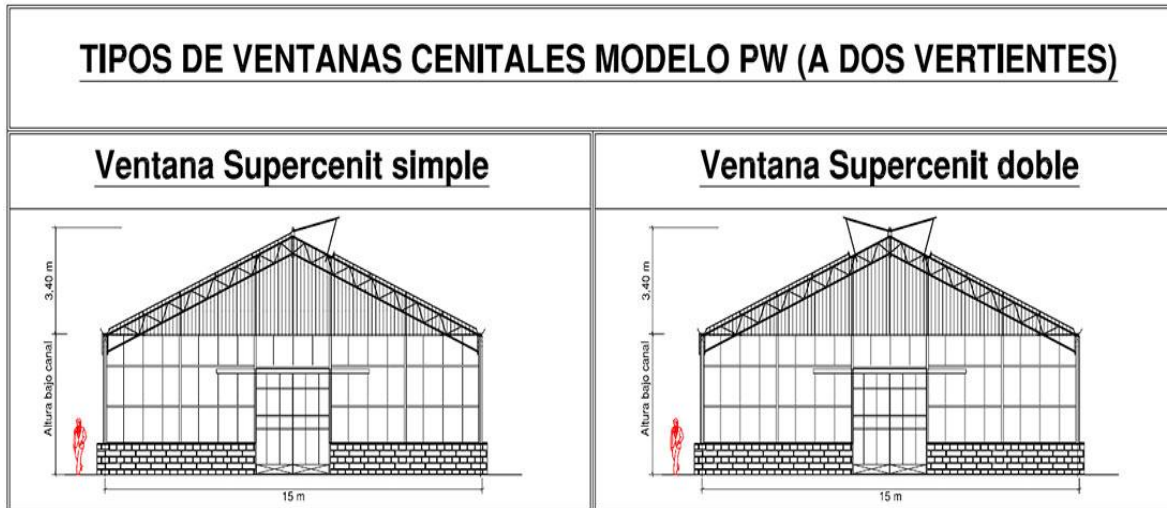 TIPOS DE VENTANAS CENITALES MODELO PW (A DOS VERTIENTES)
Ventana Supercenit simple
3,40 m
Altura bajo canal
15 m
Ventana Supercenit doble
3,40 m
Altura bajo canal
15 m